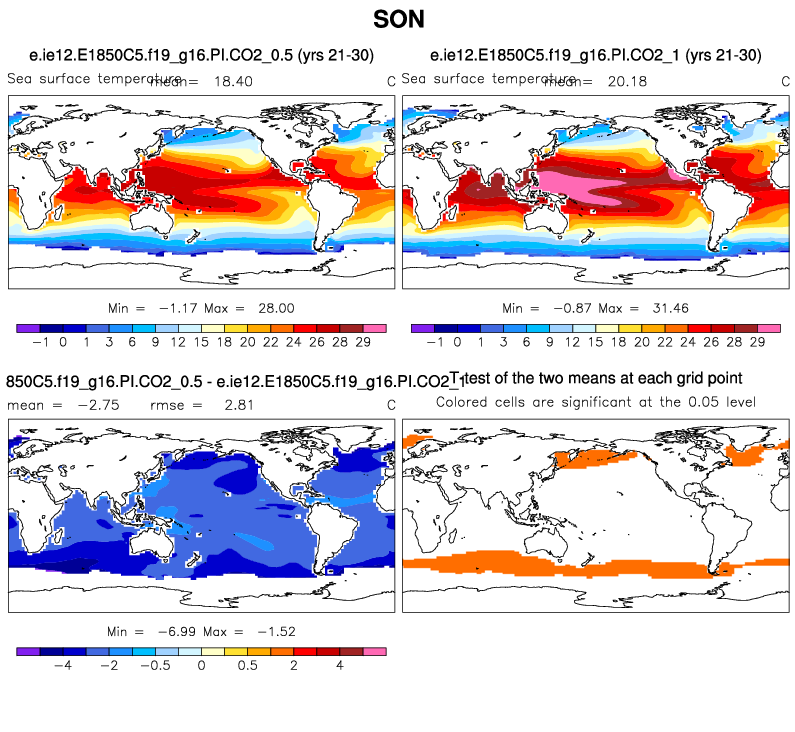 SON
e.ie12.E1850C5.f19_g16.PI.CO2_0.5 (yrs 21-30)
Sea surface temperature mean= 18.40 C
Min = -1.17 Max = 28.00
-1 0 1 3 6 9 12 15 18 20 22 24 26 28 29
e.ie12.E1850C5.f19_g16.PI.CO2_1 (yrs 21-30)
Sea surface temperature mean= 20.18 C
Min = -0.87 Max = 31.46
-1 0 1 3 6 9 12 15 18 20 22 24 26 28 29
850C5.f19_g16.PI.CO2_0.5 - e.ie12.E1850C5.f19_g16.PI.CO2_1
mean = -2.75 rmse = 2.81 C
Min = -6.99 Max = -1.52
-4 -2 -0.5 0 0.5 2 4
T-test of the two means at each grid point
Colored cells are significant at the 0.05 level